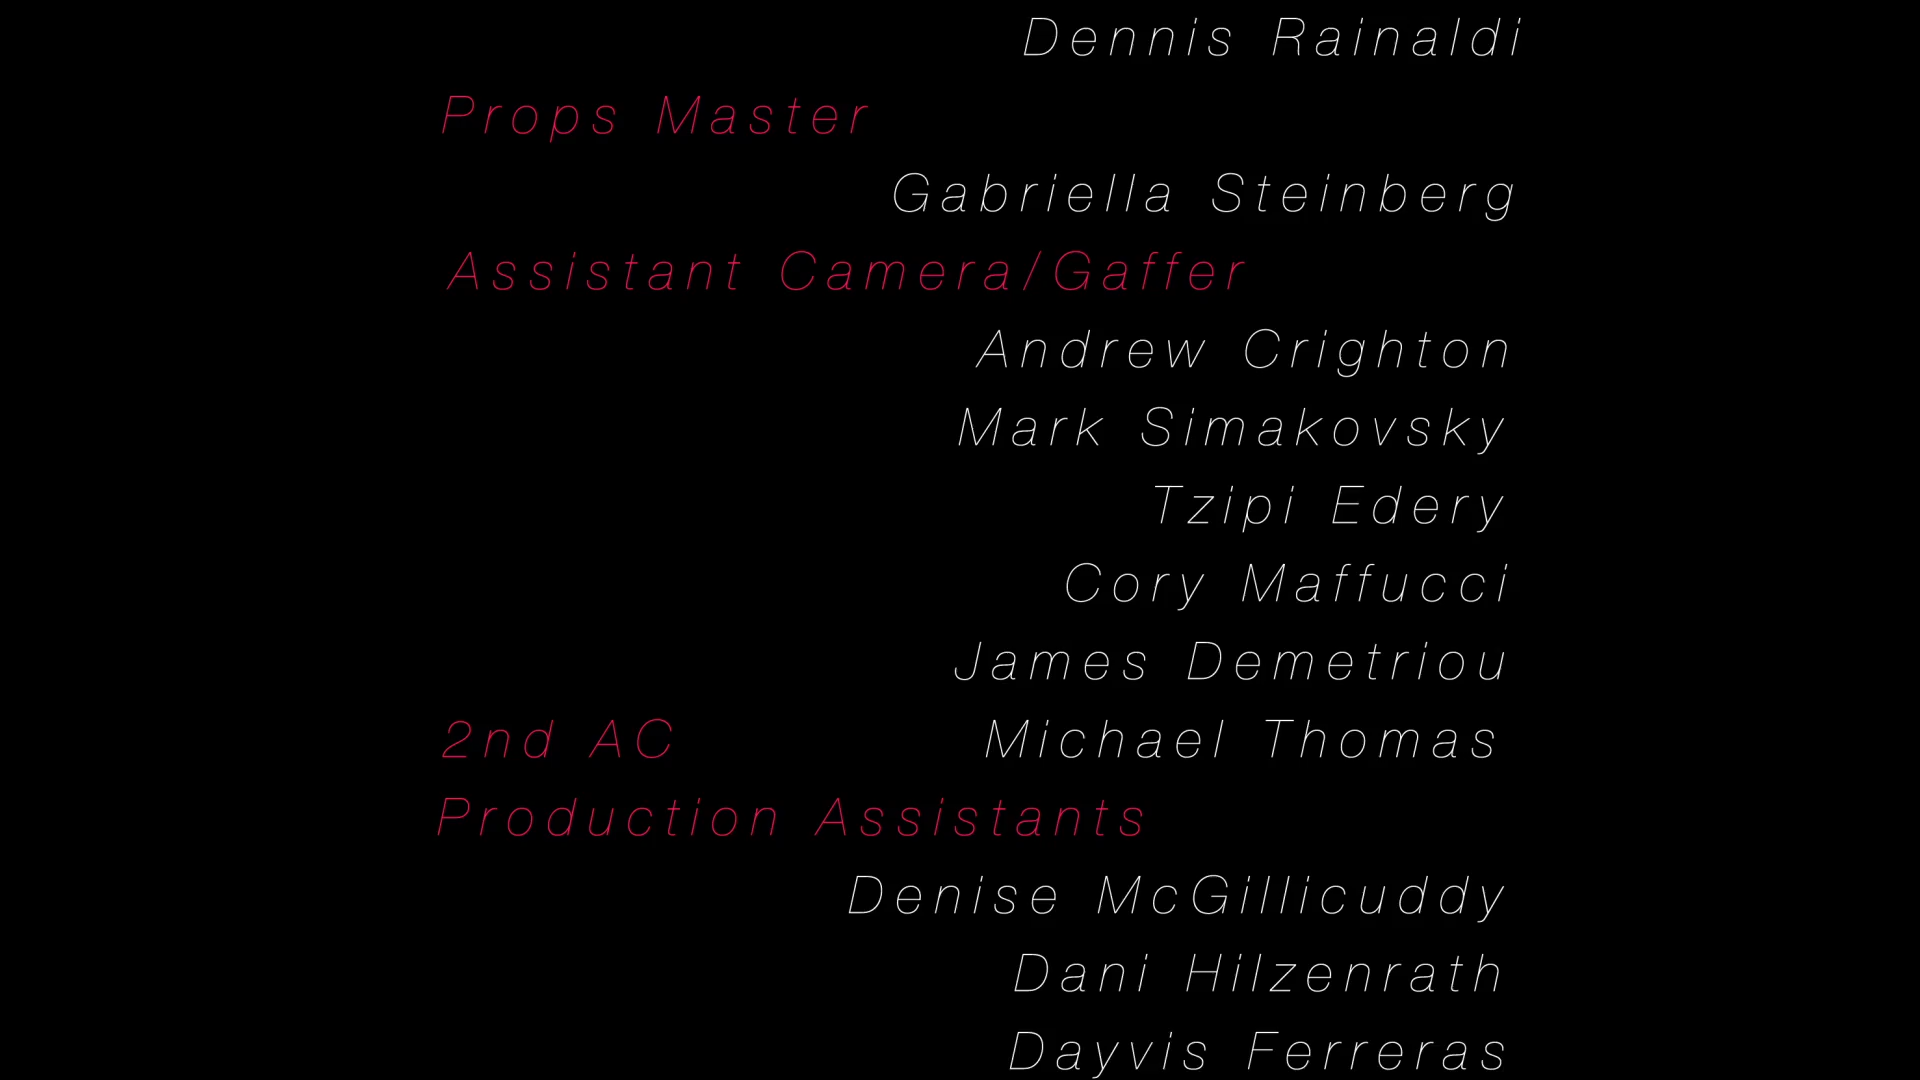 Dennis Rainaldi
Props Master
Gabriella Steinberg
Assistant Camera/Gaffer
Andrew Crighton
Mark Simakovsky
Tzipi Edery
Cory Maffucci
James Demetriou
2nd AC Michael Thomas
Production Assistants
Denise McGillicuddy
Dani Hilzenrath
Dayvis Ferreras